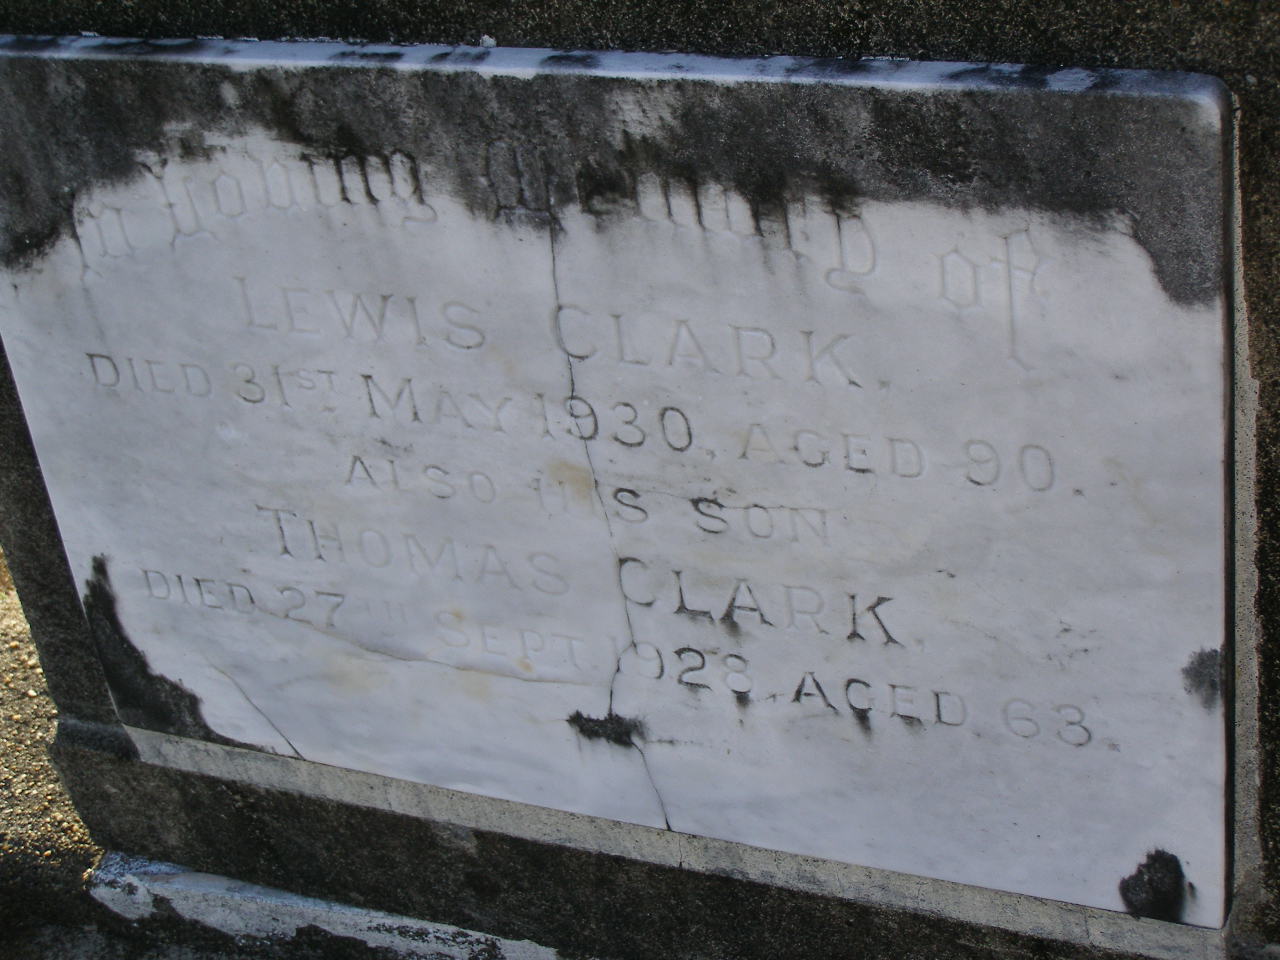 In Loving Memory of
LEWIS CLARK,
DIED 31ST MAY 1930, AGED 90.
ALSO HIS SON
THOMAS CLARK,
DIED 27TH SEPT. 1928, AGED 63.